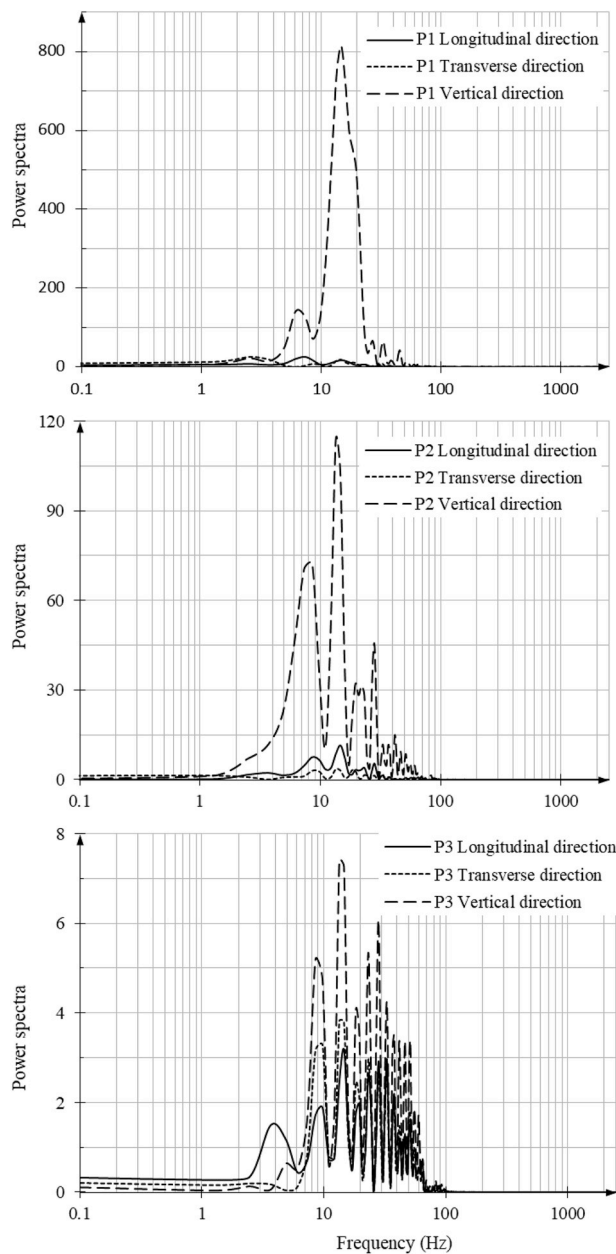 800
600
400
200
0
Power spectra
P1 Longitudinal direction
P1 Transverse direction
P1 Vertical direction
0.1 1 10 100 1000
120
90
60
30
0
Power spectra
P2 Longitudinal direction
P2 Transverse direction
P2 Vertical direction
0.1 1 10 100 1000
8
6
4
2
0
Power spectra
P3 Longitudinal direction
P3 Transverse direction
P3 Vertical direction
0.1 1 10 100 1000
Frequency (Hz)